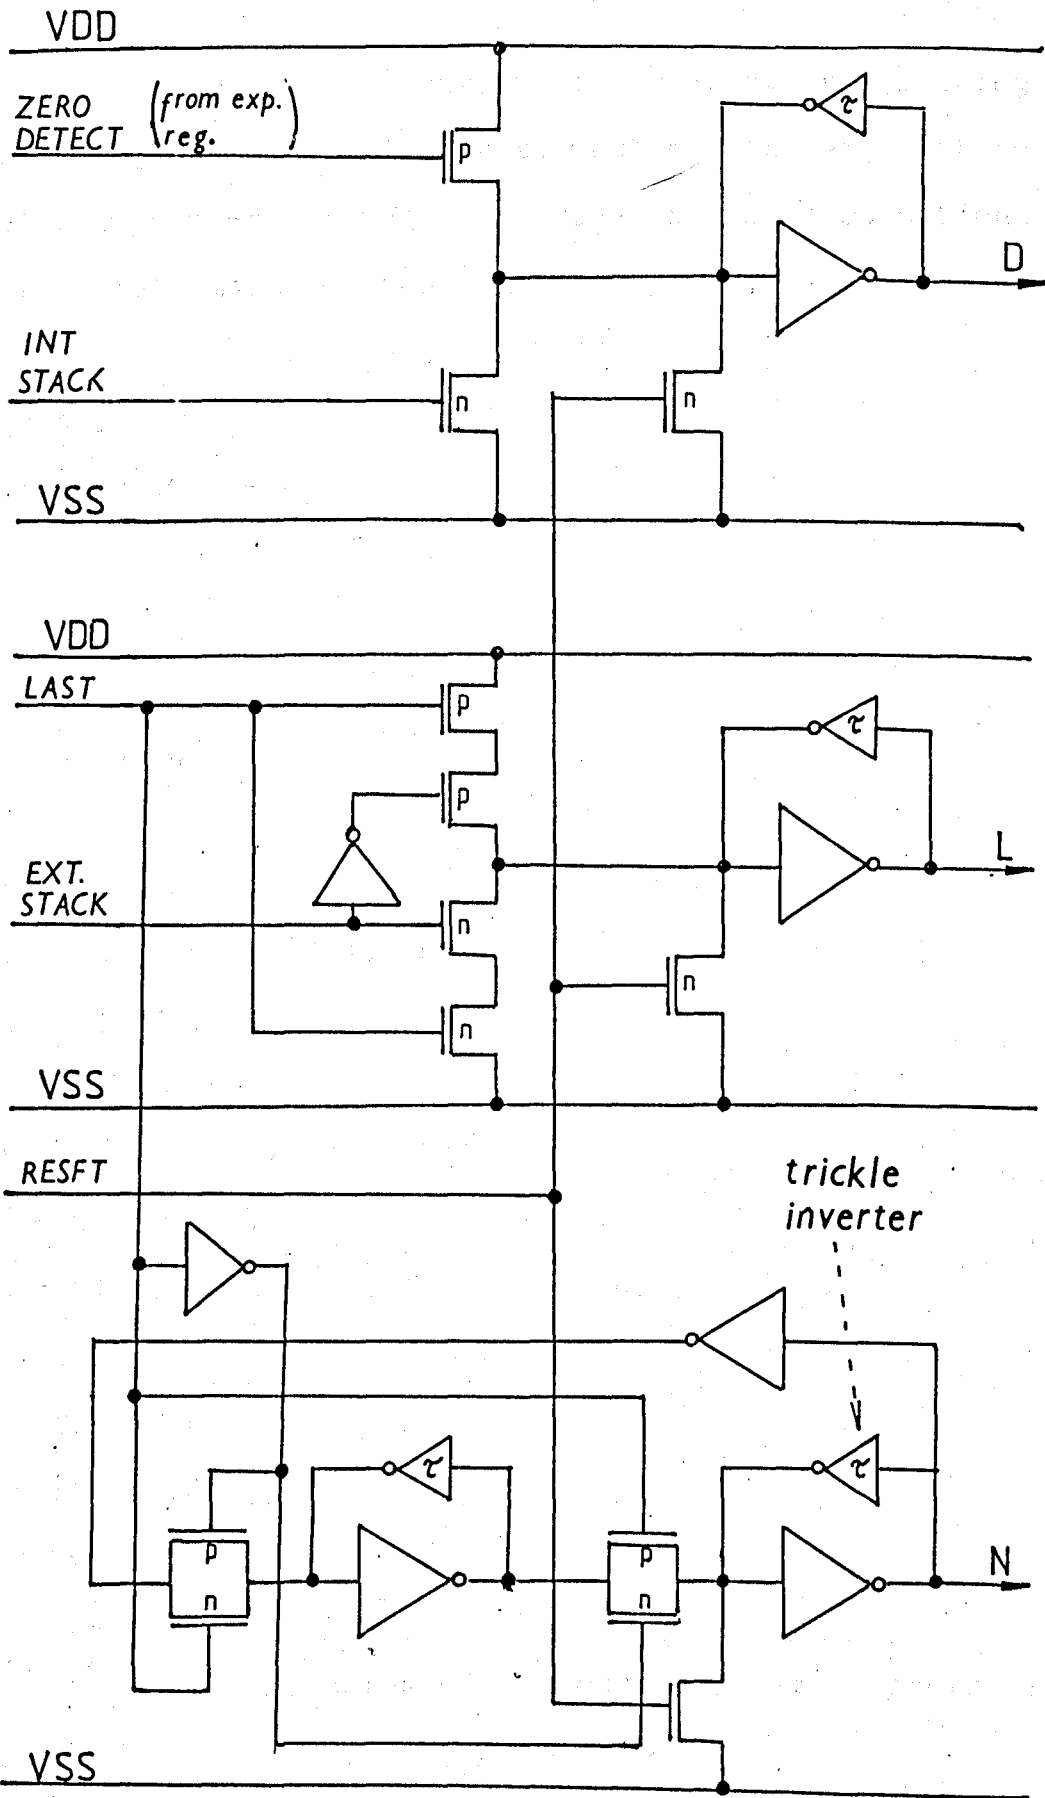 VDD
ZERO (from exp.
DETECT reg.)
p
τ
D
INT
STACK
n
n
VSS
VDD
LAST
p
τ
p
L
EXT.
STACK
n
n
n
VSS
RESFT
trickle
inverter
τ
τ
p
p
n
n
N
VSS